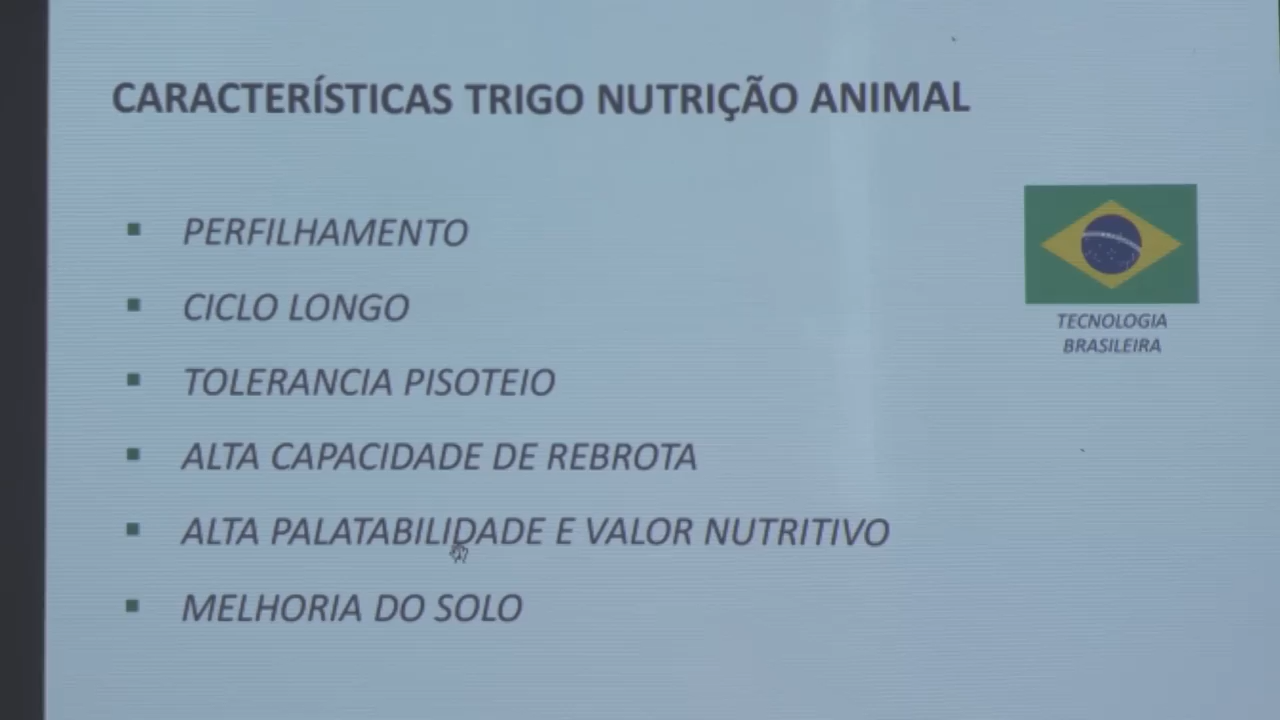 CARACTERÍSTICAS TRIGO NUTRIÇÃO ANIMAL
PERFILHAMENTO
CICLO LONGO
TOLERANCIA PISOTEIO
ALTA CAPACIDADE DE REBROTA
ALTA PALATABILIDADE E VALOR NUTRITIVO
MELHORIA DO SOLO
TECNOLOGIA
BRASILEIRA